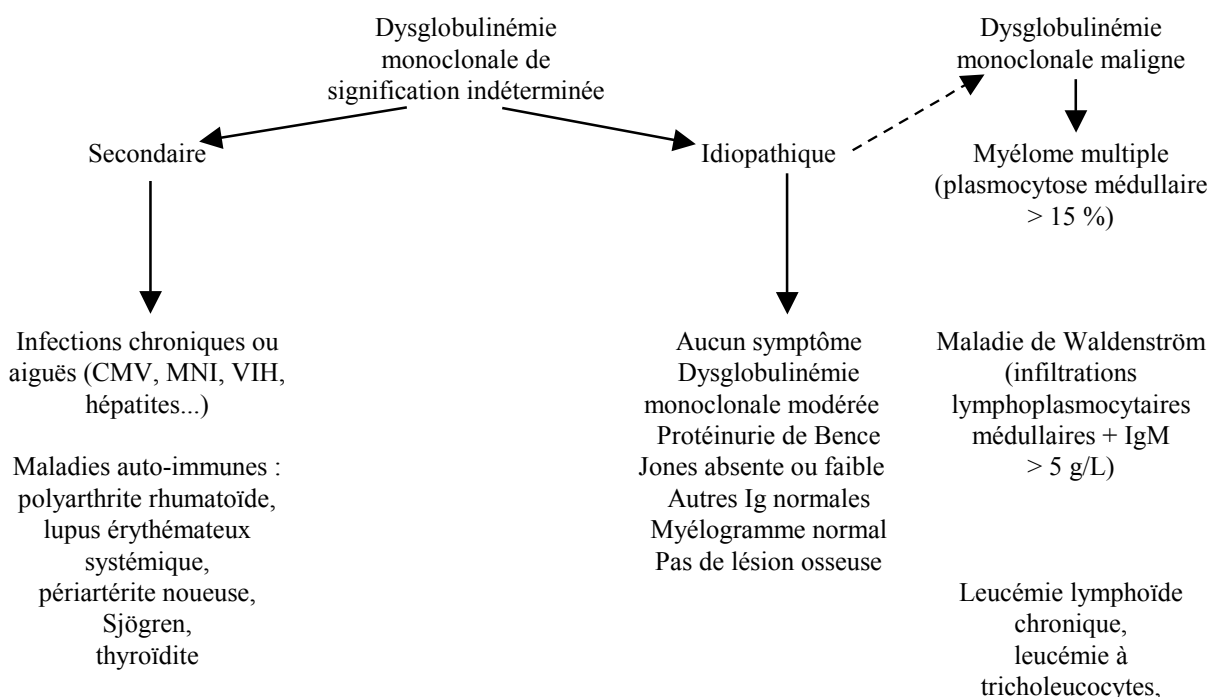 Dysglobulinémie
monoclonale de
signification indéterminée
Dysglobulinémie
monoclonale maligne
Secondaire
Idiopathique
Myélome multiple
(plasmocytose médullaire
> 15 %)
Infections chroniques ou
aiguës (CMV, MNI, VIH,
hépatites...)
Maladies auto-immunes :
polyarthrite rhumatoïde,
lupus érythémateux
systémique,
périartérite noueuse,
Sjögren,
thyroïdite
Aucun symptôme
Dysglobulinémie
monoclonale modérée
Protéinurie de Bence
Jones absente ou faible
Autres Ig normales
Myélogramme normal
Pas de lésion osseuse
Maladie de Waldenström
(infiltrations
lymphoplasmocytaires
médullaires + IgM
> 5 g/L)
Leucémie lymphoïde
chronique,
leucémie à
tricholeucocytes,